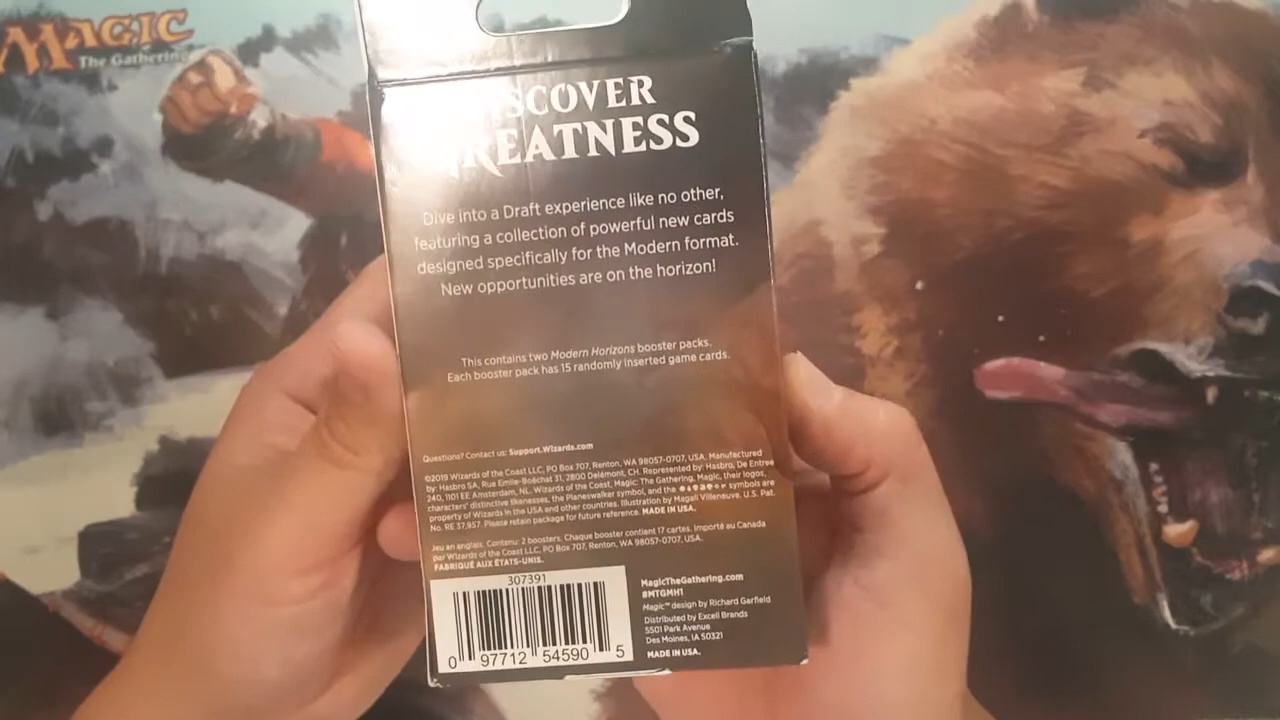 MAGIC
The Gathering
DISCOVER
GREATNESS
Dive into a Draft experience like no other,
featuring a collection of powerful new cards
designed specifically for the Modern format.
New opportunities are on the horizon!
This contains two Modern Horizons booster packs.
Each booster pack has 15 randomly inserted game cards.
Questions? Contact us: Support.Wizards.com
©2019 Wizards of the Coast LLC, PO Box 707, Renton, WA 98057-0707, USA. Manufactured
by: Hasbro SA, Rue Emile-Boéchat 31, 2800 Delémont, CH. Represented by: Hasbro, De Entree
240, 1101 EE Amsterdam, NL. Wizards of the Coast, Magic: The Gathering, Magic, their logos,
characters' distinctive likenesses, the Planeswalker symbol, and the symbols are
property of Wizards in the USA and other countries. Illustration by Magali Villeneuve. U.S. Pat.
No. RE 37,957. Please retain package for future reference. MADE IN USA.
Jeu en anglais. Contenu: 2 boosters. Chaque booster contient 17 cartes. Importé au Canada
par Wizards of the Coast LLC, PO Box 707, Renton, WA 98057-0707, USA.
FABRIQUÉ AUX ÉTATS-UNIS.
307391
0 97712 54590 5
MagicTheGathering.com
#MTGMH1
Magic™ design by Richard Garfield
Distributed by Excell Brands
5501 Park Avenue
Des Moines, IA 50321
MADE IN USA.